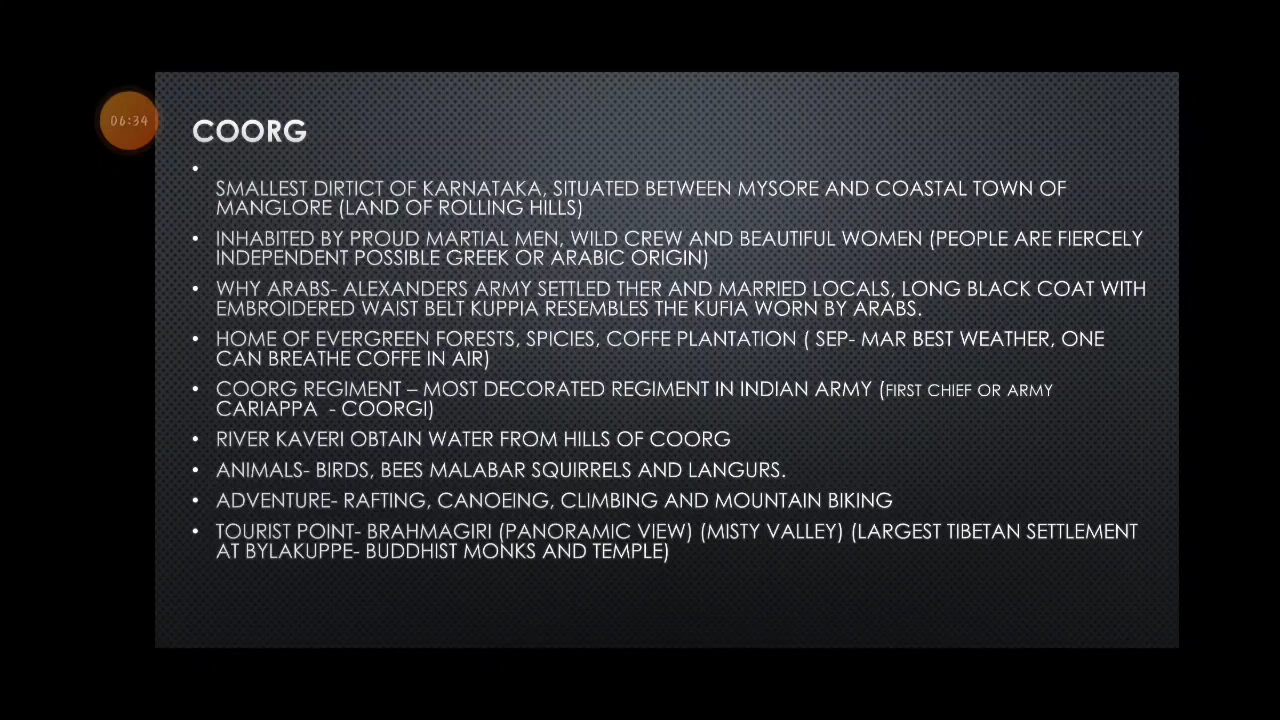 06:34
COORG
•
SMALLEST DIRTICT OF KARNATAKA, SITUATED BETWEEN MYSORE AND COASTAL TOWN OF
MANGLORE (LAND OF ROLLING HILLS)
• INHABITED BY PROUD MARTIAL MEN, WILD CREW AND BEAUTIFUL WOMEN (PEOPLE ARE FIERCELY
INDEPENDENT POSSIBLE GREEK OR ARABIC ORIGIN)
• WHY ARABS- ALEXANDERS ARMY SETTLED THER AND MARRIED LOCALS, LONG BLACK COAT WITH
EMBROIDERED WAIST BELT KUPPIA RESEMBLES THE KUFIA WORN BY ARABS.
• HOME OF EVERGREEN FORESTS, SPICIES, COFFE PLANTATION ( SEP- MAR BEST WEATHER, ONE
CAN BREATHE COFFE IN AIR)
• COORG REGIMENT – MOST DECORATED REGIMENT IN INDIAN ARMY (FIRST CHIEF OR ARMY
CARIAPPA - COORGI)
• RIVER KAVERI OBTAIN WATER FROM HILLS OF COORG
• ANIMALS- BIRDS, BEES MALABAR SQUIRRELS AND LANGURS.
• ADVENTURE- RAFTING, CANOEING, CLIMBING AND MOUNTAIN BIKING
• TOURIST POINT- BRAHMAGIRI (PANORAMIC VIEW) (MISTY VALLEY) (LARGEST TIBETAN SETTLEMENT
AT BYLAKUPPE- BUDDHIST MONKS AND TEMPLE)